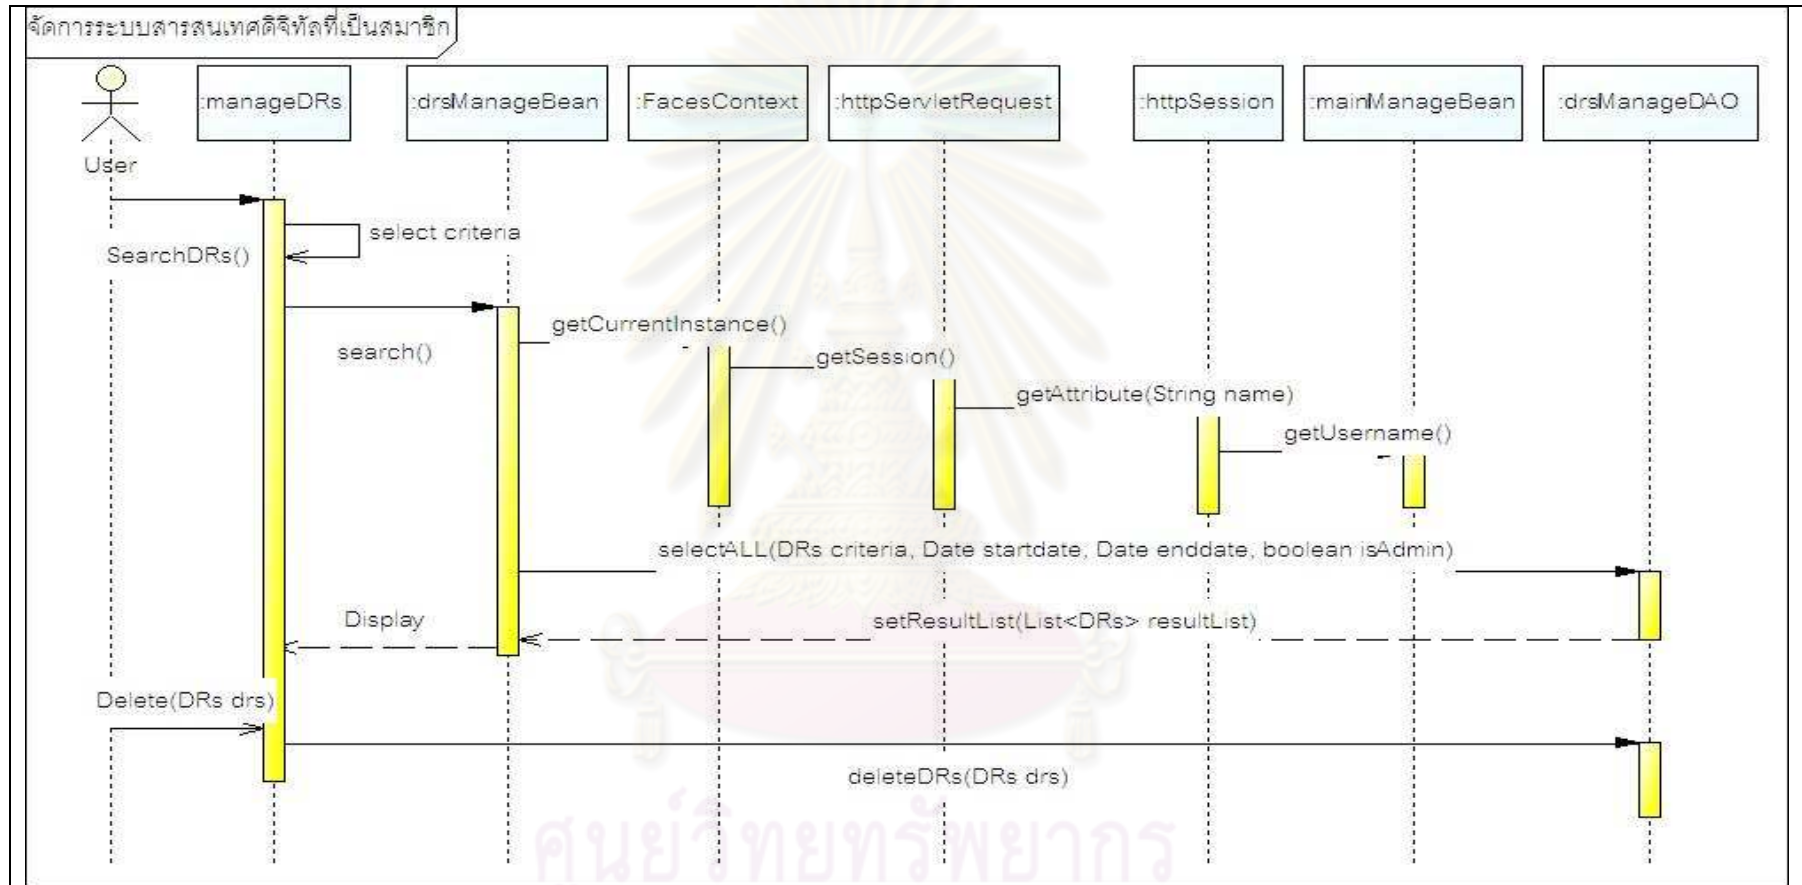 จัดการระบบสารสนเทศดิจิทัลที่เป็นสมาชิก
:manageDRs
:drsManageBean
:FacesContext
:httpServletRequest
:httpSession
:mainManageBean
:drsManageDAO
User
select criteria
SearchDRs()
getCurrentInstance()
search()
getSession()
getAttribute(String name)
getUsername()
selectALL(DRs criteria, Date startdate, Date enddate, boolean isAdmin)
Display
setResultList(List<DRs> resultList)
Delete(DRs drs)
deleteDRs(DRs drs)
ศูนย์วิทยทรัพยากร